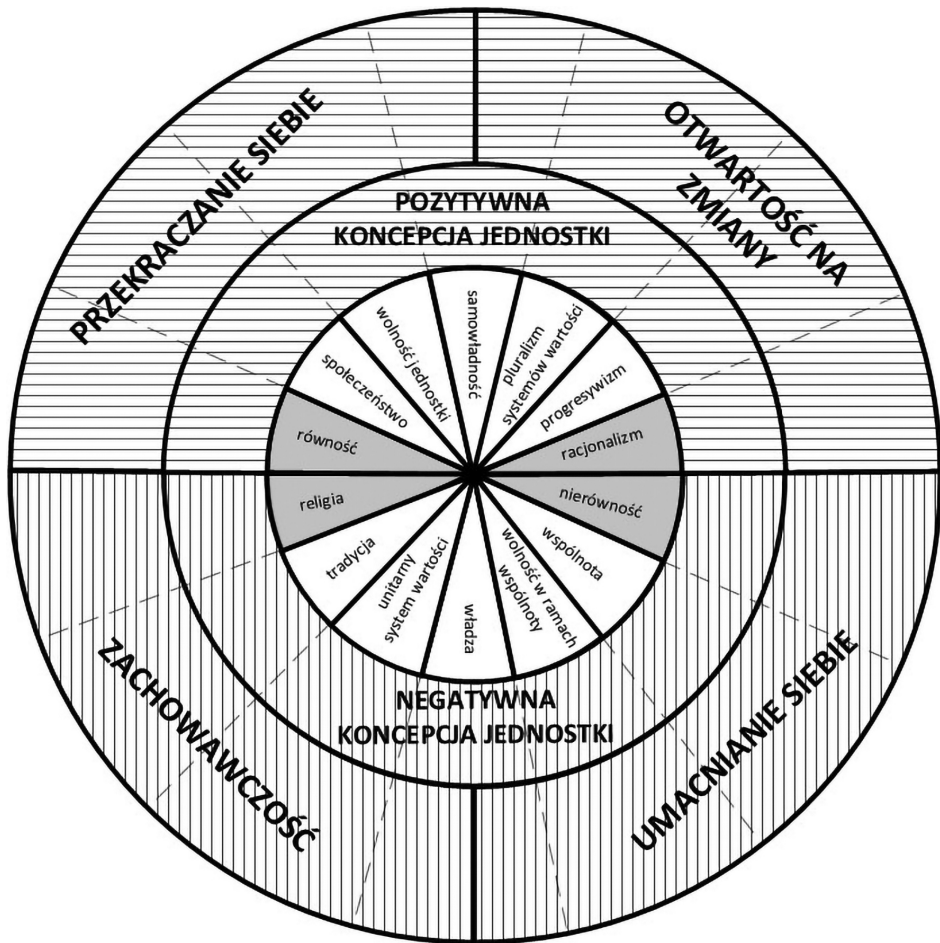 PRZEKRACZANIE SIEBIE
OTWARTOŚĆ NA
ZMIANY
POZYTYWNA
KONCEPCJA JEDNOSTKI
samowładność
pluralizm
systemów wartości
progresywizm
racjonalizm
nierówność
wspólnota
wolność w ramach
wspólnoty
władza
unitarny
system wartości
tradycja
religia
równość
społeczeństwo
wolność jednostki
NEGATYWNA
KONCEPCJA JEDNOSTKI
ZACHOWAWCZOŚĆ
UMACNIANIE SIEBIE